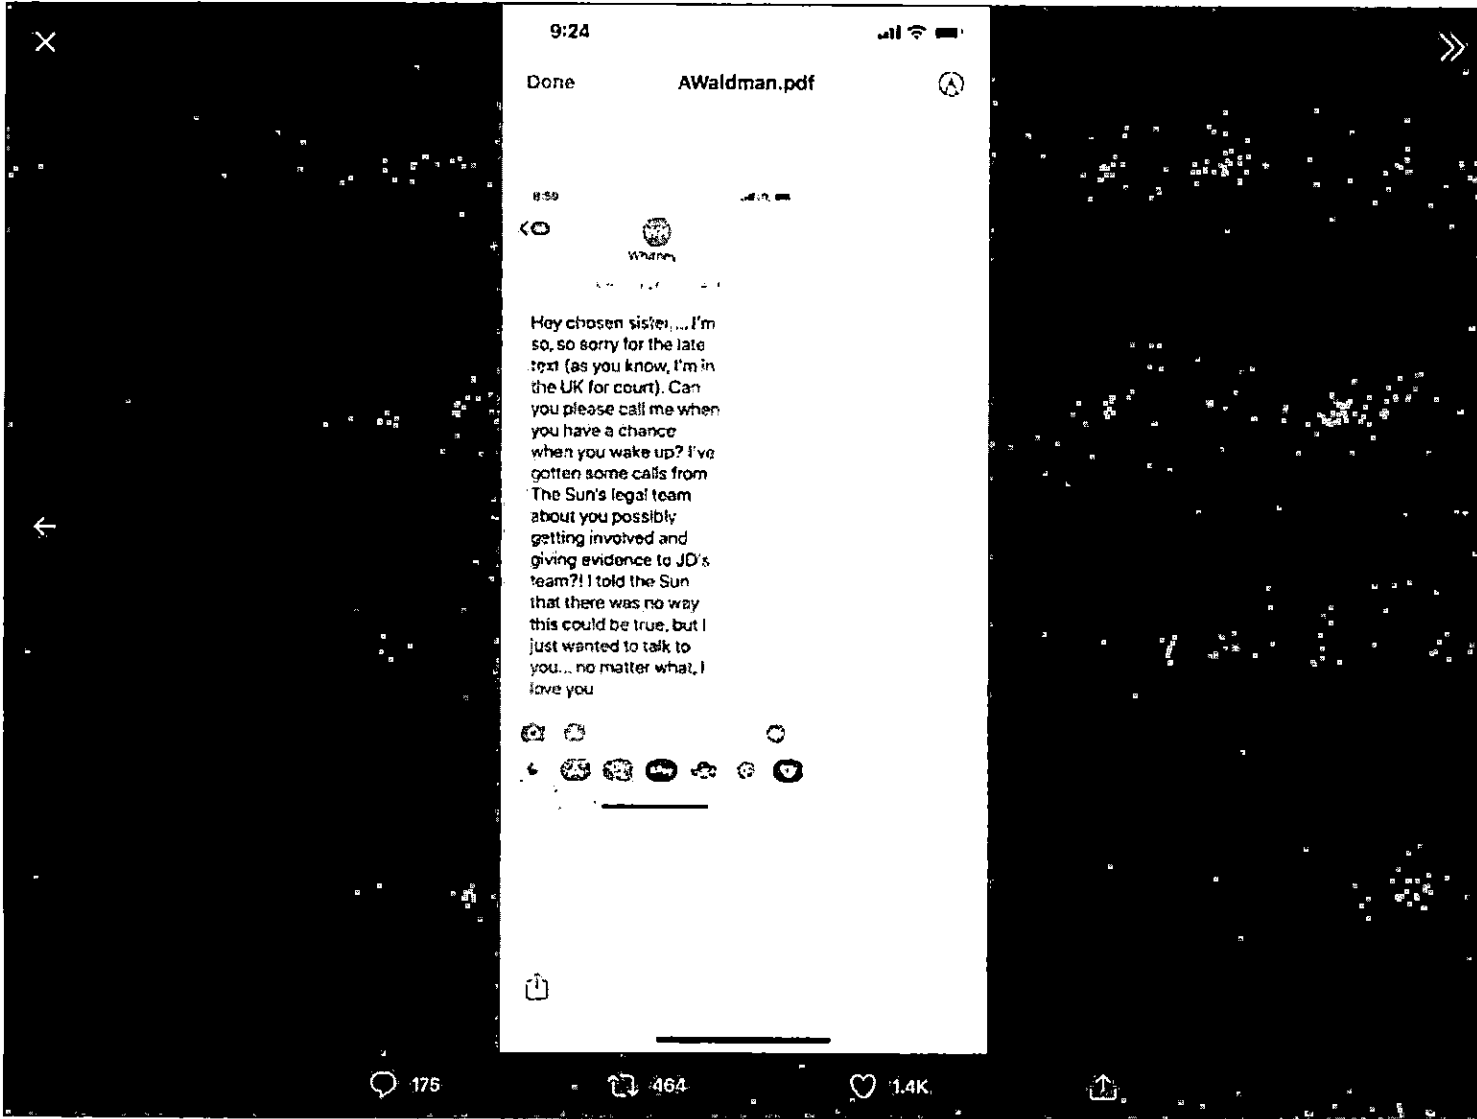 9:24
Done AWaldman.pdf
8:59
Whitney
Hey chosen sister.... I'm
so, so sorry for the late
text (as you know, I'm in
the UK for court). Can
you please call me when
you have a chance
when you wake up? I've
gotten some calls from
The Sun's legal team
about you possibly
getting involved and
giving evidence to JD's
team?! I told the Sun
that there was no way
this could be true, but I
just wanted to talk to
you... no matter what, I
love you
175 464 1.4K